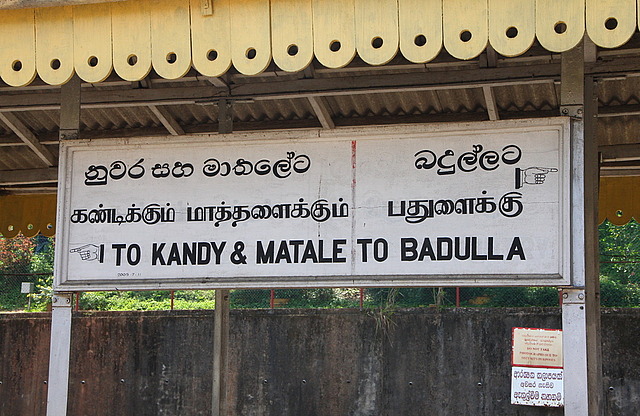 නුවර සහ මාතලේට
බදුල්ලට
கண்டிக்கும் மாத்தளைக்கும்
பதுளைக்கு
TO KANDY & MATALE
TO BADULLA